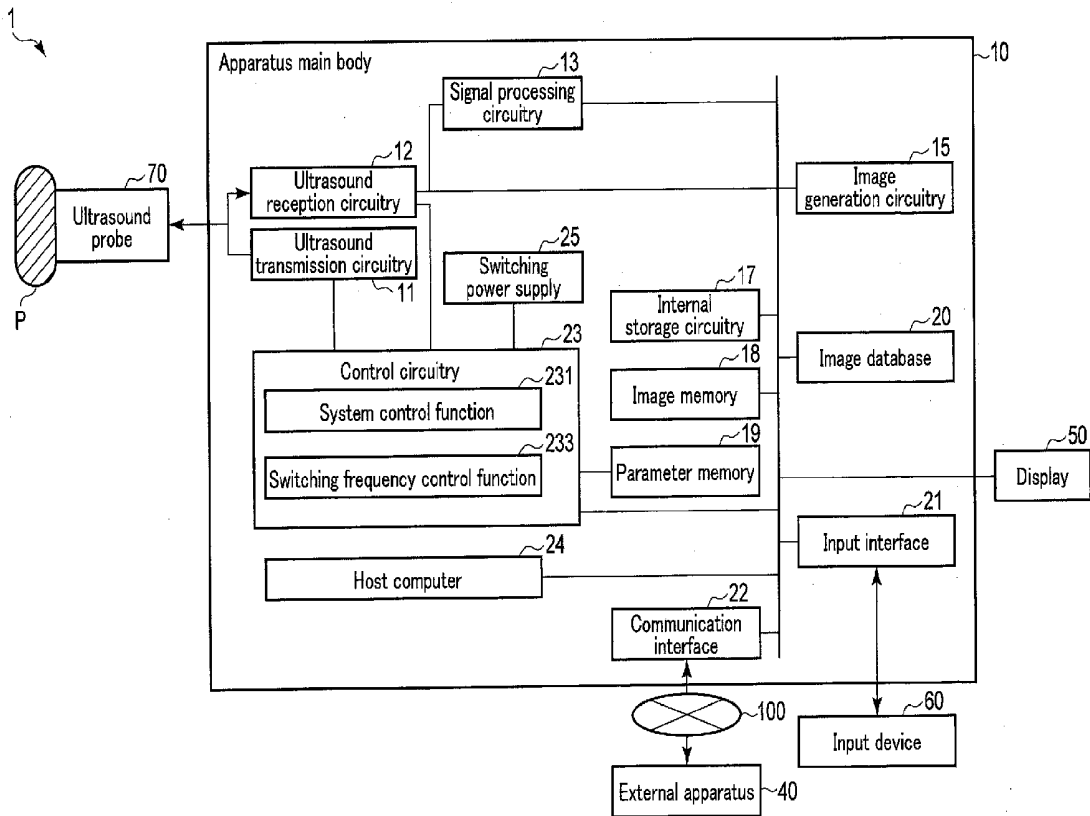 1
Apparatus main body
10
13
Signal processing
circuitry
12
Ultrasound
reception circuitry
15
Image
generation circuitry
70
Ultrasound
probe
P
Ultrasound
transmission circuitry
11
25
Switching
power supply
17
Internal
storage circuitry
20
Image database
23
Control circuitry
231
System control function
233
Switching frequency control function
18
Image memory
19
Parameter memory
50
Display
21
Input interface
24
Host computer
22
Communication
interface
100
60
Input device
External apparatus
40